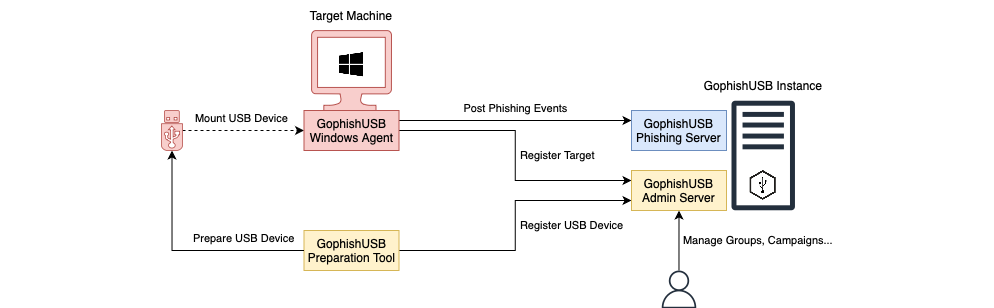 Target Machine
GophishUSB Instance
Mount USB Device
GophishUSB
Windows Agent
Post Phishing Events
GophishUSB
Phishing Server
Register Target
GophishUSB
Admin Server
Register USB Device
Prepare USB Device
GophishUSB
Preparation Tool
Manage Groups, Campaigns...